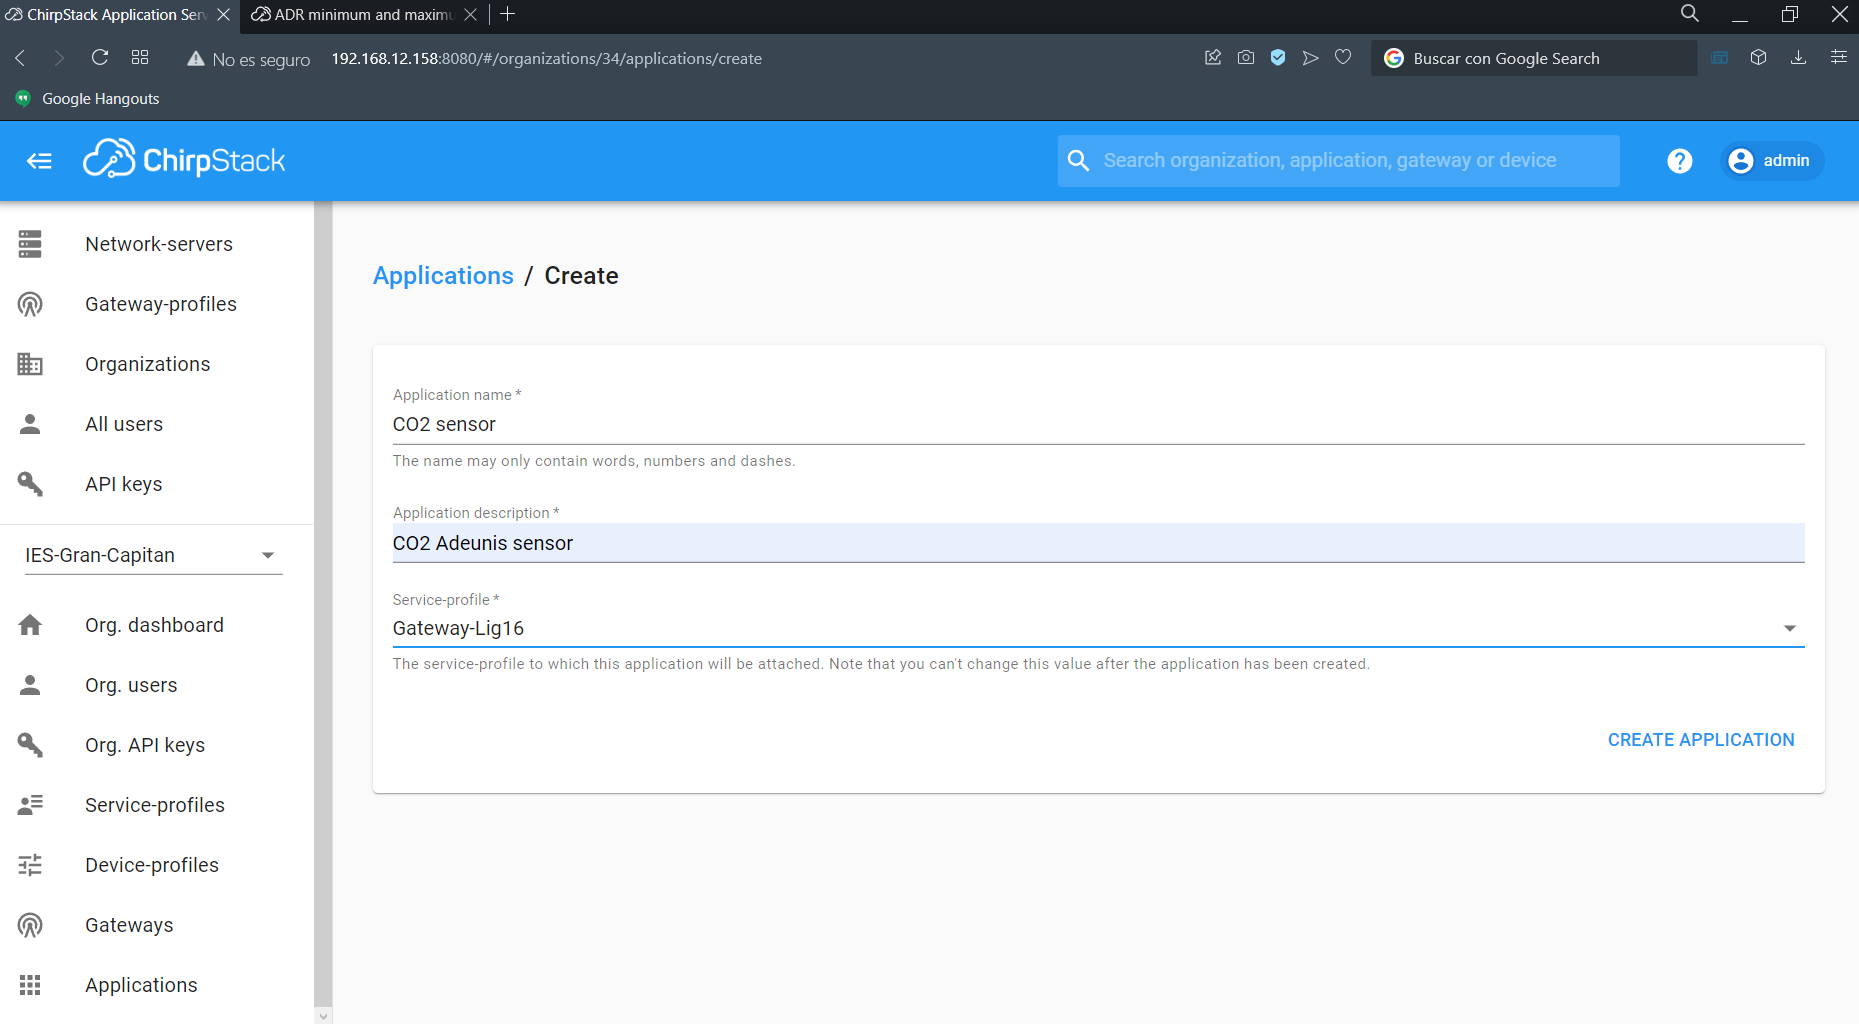 ChirpStack Application Ser
ADR minimum and maximu
No es seguro
192.168.12.158:8080/#/organizations/34/applications/create
Buscar con Google Search
Google Hangouts
ChirpStack
Search organization, application, gateway or device
?
admin
Network-servers
Gateway-profiles
Organizations
All users
API keys
IES-Gran-Capitan
Org. dashboard
Org. users
Org. API keys
Service-profiles
Device-profiles
Gateways
Applications
Applications / Create
Application name *
CO2 sensor
The name may only contain words, numbers and dashes.
Application description *
CO2 Adeunis sensor
Service-profile *
Gateway-Lig16
The service-profile to which this application will be attached. Note that you can't change this value after the application has been created.
CREATE APPLICATION